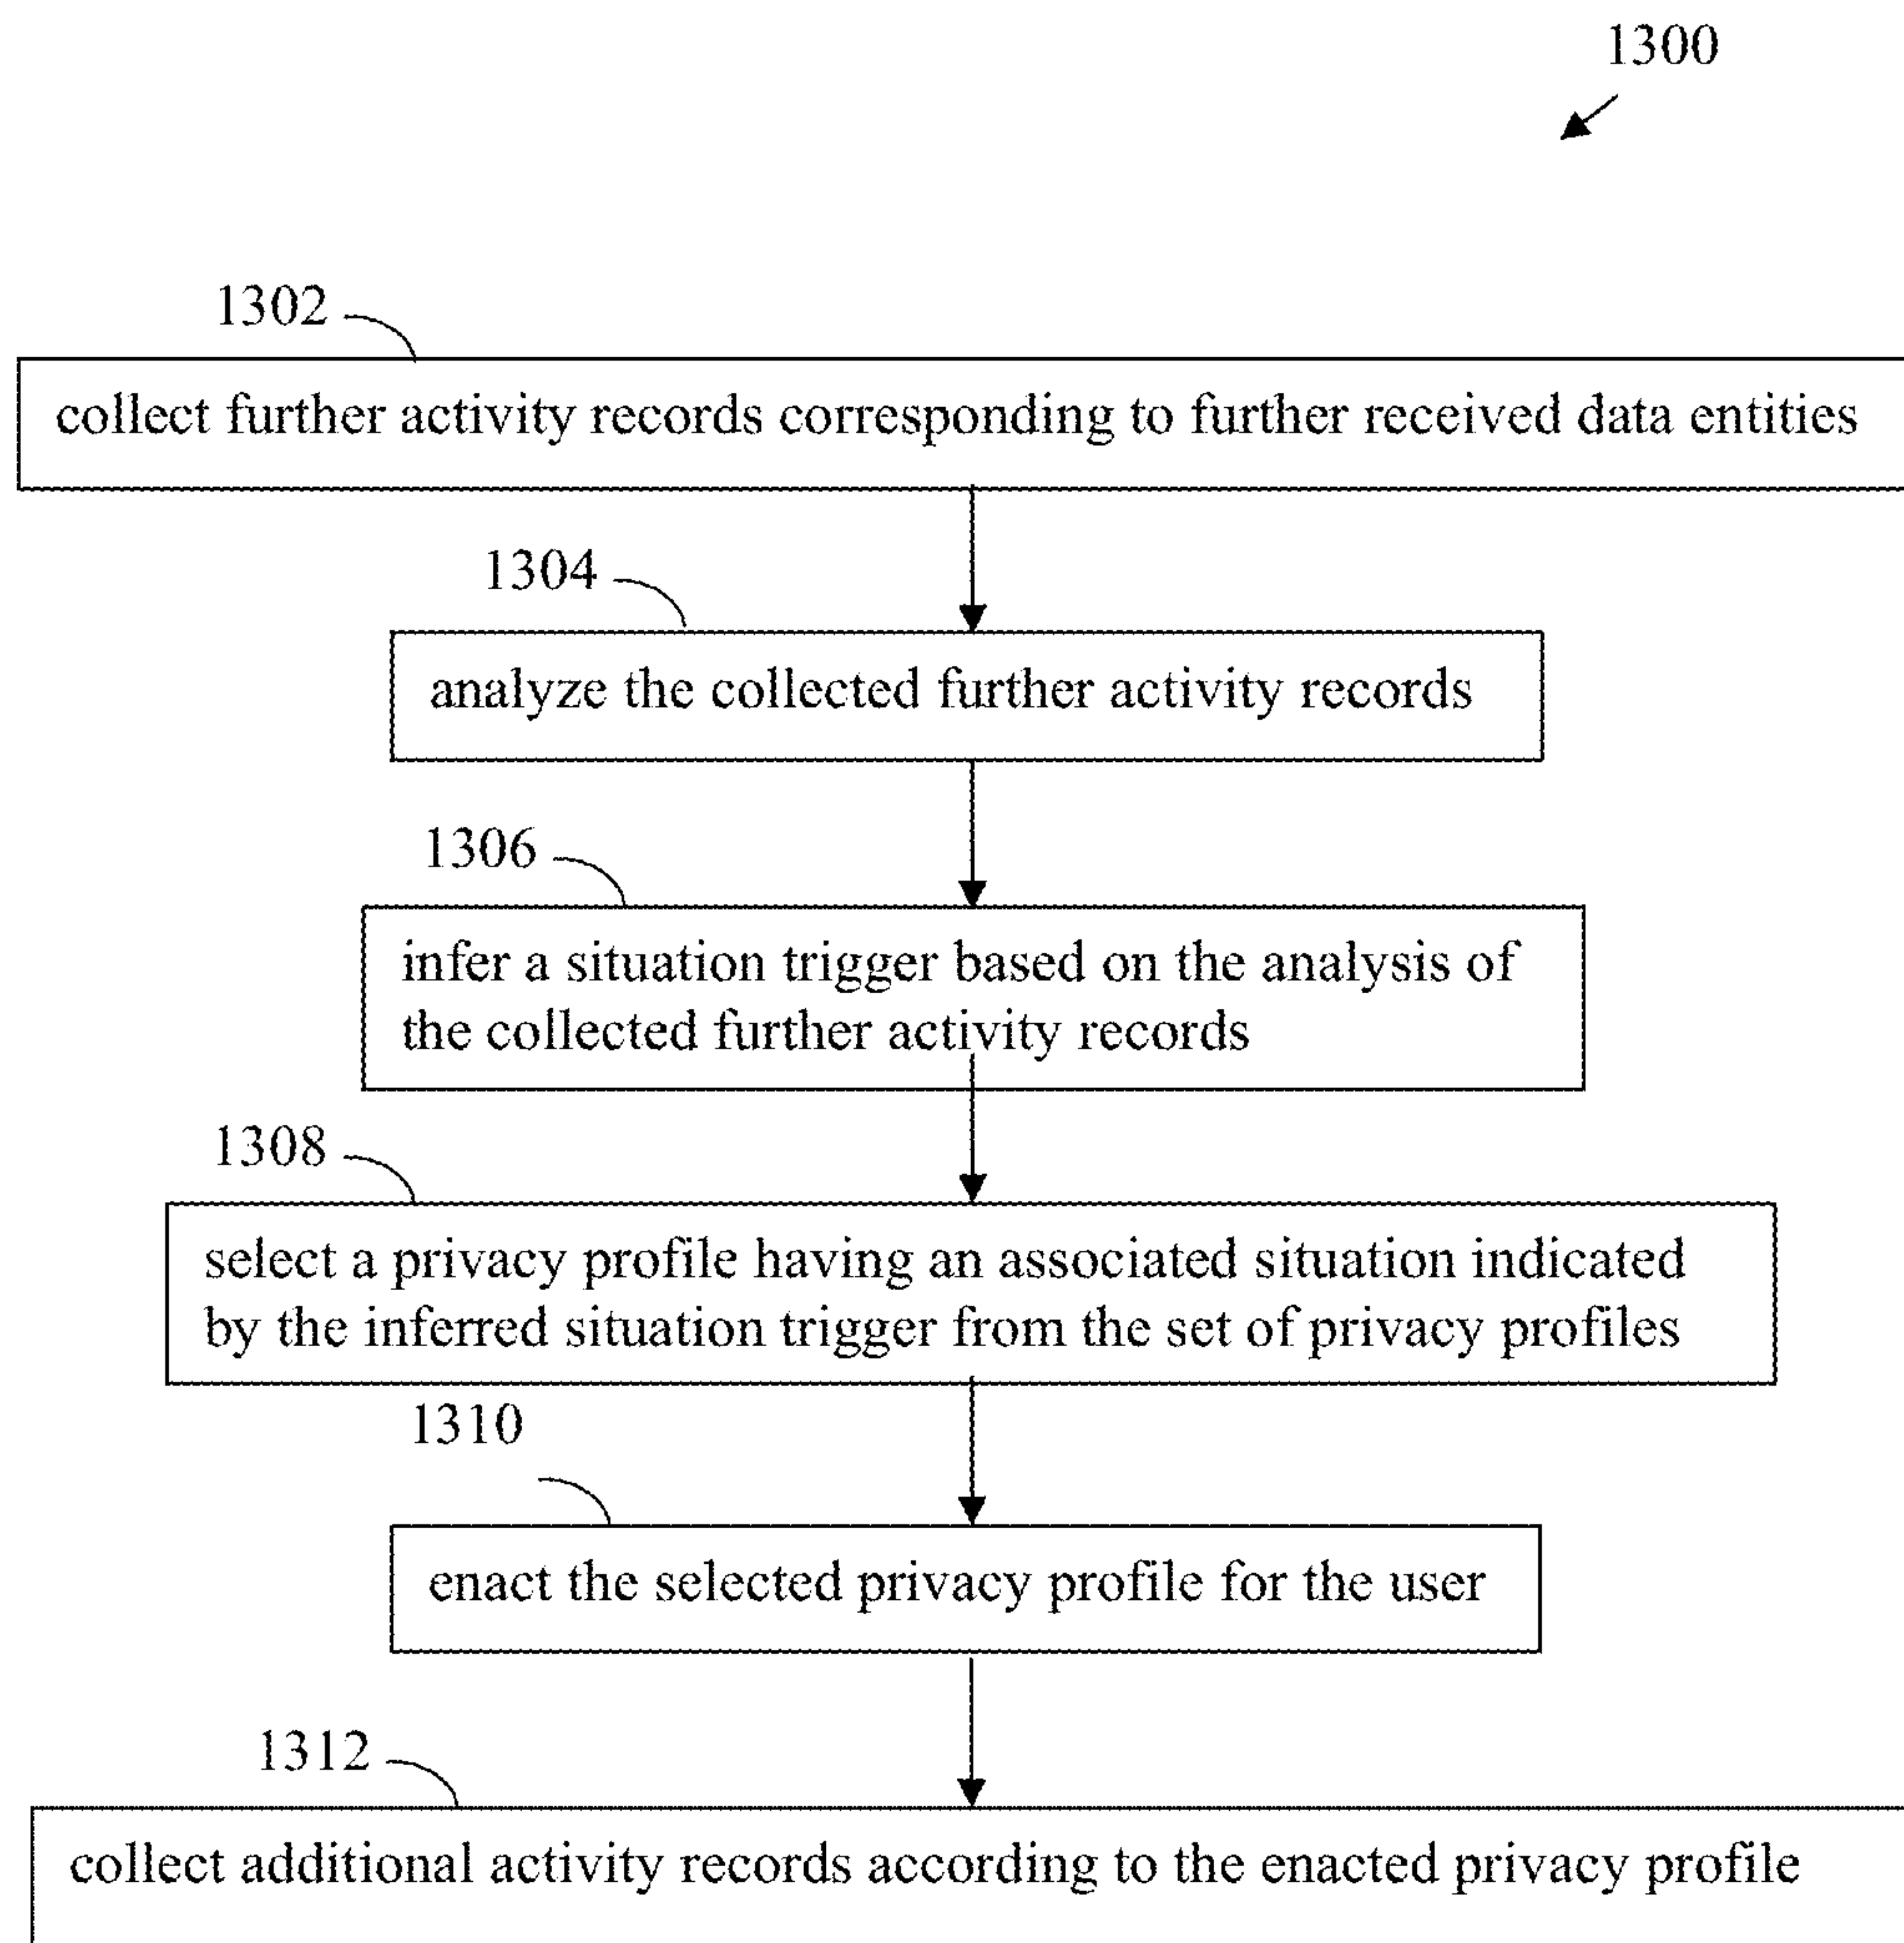 1300
1302
collect further activity records corresponding to further received data entities
1304
analyze the collected further activity records
1306
infer a situation trigger based on the analysis of
the collected further activity records
1308
select a privacy profile having an associated situation indicated
by the inferred situation trigger from the set of privacy profiles
1310
enact the selected privacy profile for the user
1312
collect additional activity records according to the enacted privacy profile